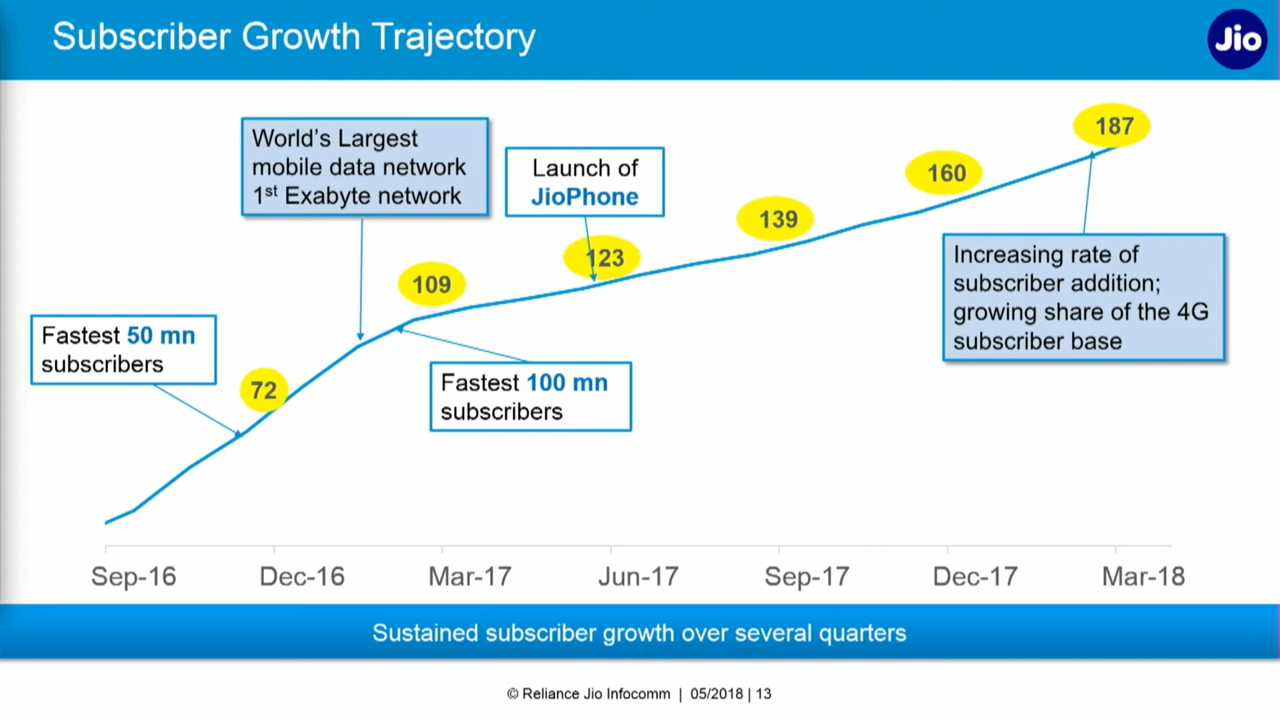 Subscriber Growth Trajectory
Jio
World's Largest
mobile data network
1st Exabyte network
Launch of
JioPhone
187
160
139
123
109
72
Fastest 50 mn
subscribers
Fastest 100 mn
subscribers
Increasing rate of
subscriber addition;
growing share of the 4G
subscriber base
Sep-16 Dec-16 Mar-17 Jun-17 Sep-17 Dec-17 Mar-18
Sustained subscriber growth over several quarters
© Reliance Jio Infocomm | 05/2018 | 13